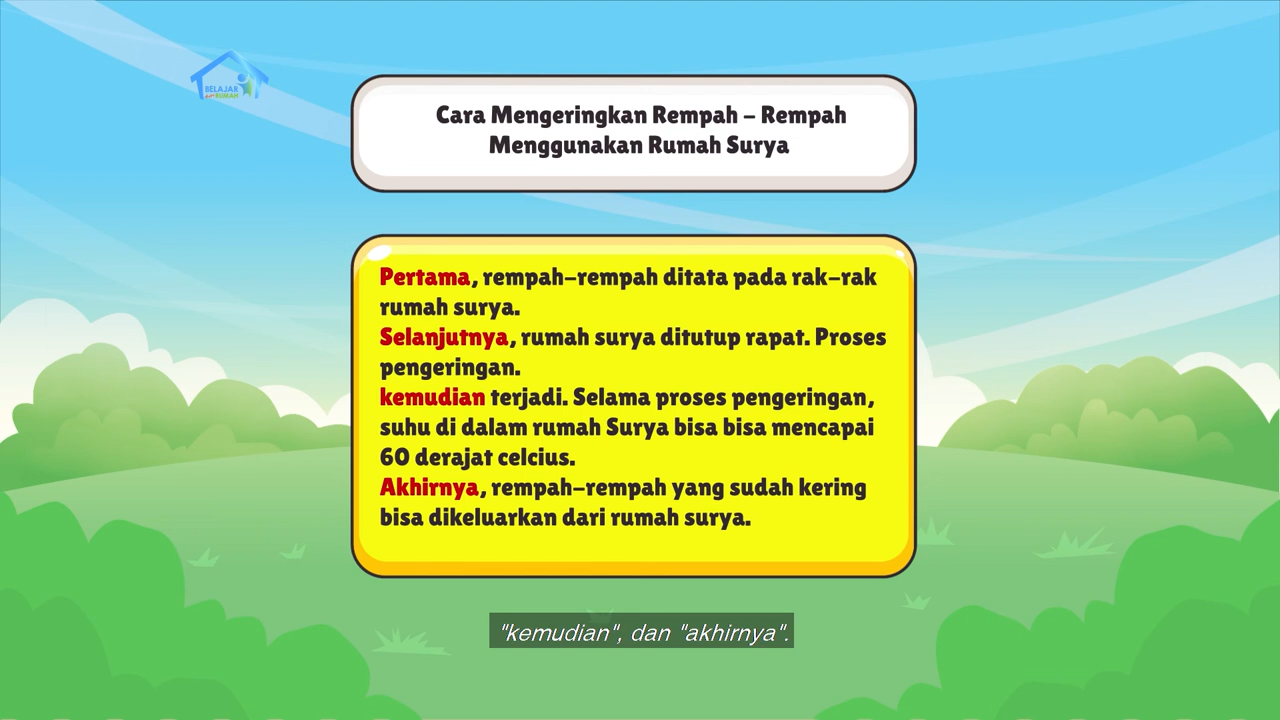 BELAJAR
RUMAH
Cara Mengeringkan Rempah – Rempah
Menggunakan Rumah Surya
Pertama, rempah–rempah ditata pada rak–rak
rumah surya.
Selanjutnya, rumah surya ditutup rapat. Proses
pengeringan.
kemudian terjadi. Selama proses pengeringan,
suhu di dalam rumah Surya bisa bisa mencapai
60 derajat celcius.
Akhirnya, rempah–rempah yang sudah kering
bisa dikeluarkan dari rumah surya.
"kemudian", dan "akhirnya".